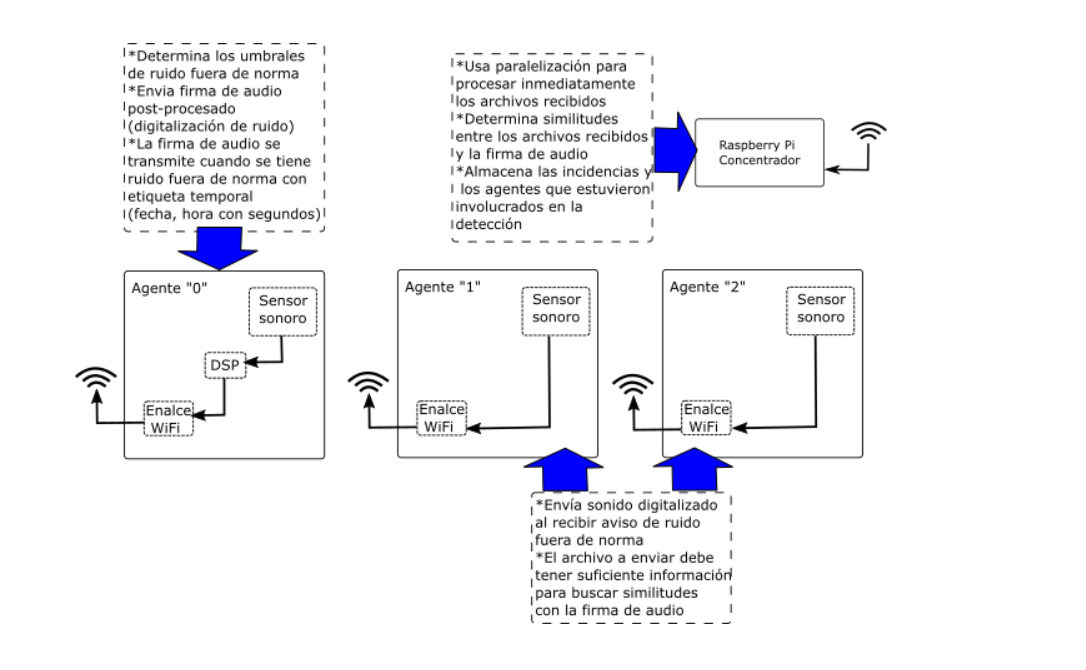 *Determina los umbrales
de ruido fuera de norma
*Envia firma de audio
post-procesado
(digitalización de ruido)
*La firma de audio se
transmite cuando se tiene
ruido fuera de norma con
etiqueta temporal
(fecha, hora con segundos)
*Usa paralelización para
procesar inmediatamente
los archivos recibidos
*Determina similitudes
entre los archivos recibidos
y la firma de audio
*Almacena las incidencias y
los agentes que estuvieron
involucrados en la
detección
Raspberry Pi
Concentrador
Agente "0"
Sensor
sonoro
DSP
Enalce
WiFi
Agente "1"
Sensor
sonoro
Enalce
WiFi
Agente "2"
Sensor
sonoro
Enalce
WiFi
*Envía sonido digitalizado
al recibir aviso de ruido
fuera de norma
*El archivo a enviar debe
tener suficiente información
para buscar similitudes
con la firma de audio